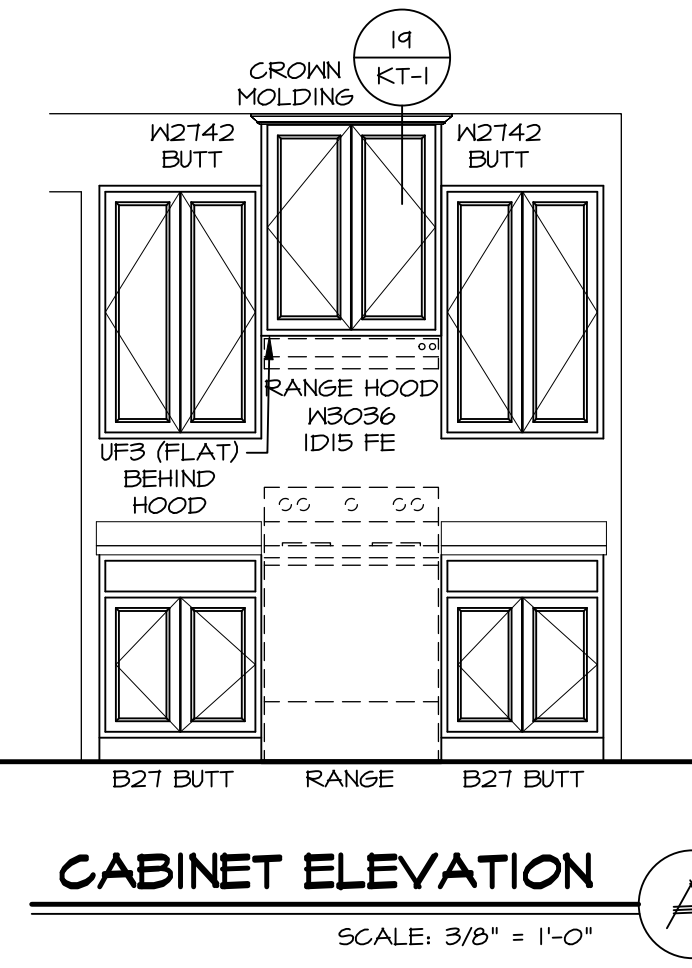 19
KT-1
CROWN
MOLDING
W2742
BUTT
W2742
BUTT
RANGE HOOD
W3036
1D15 FE
UF3 (FLAT)
BEHIND
HOOD
B27 BUTT
RANGE
B27 BUTT
CABINET ELEVATION
SCALE: 3/8" = 1'-0"